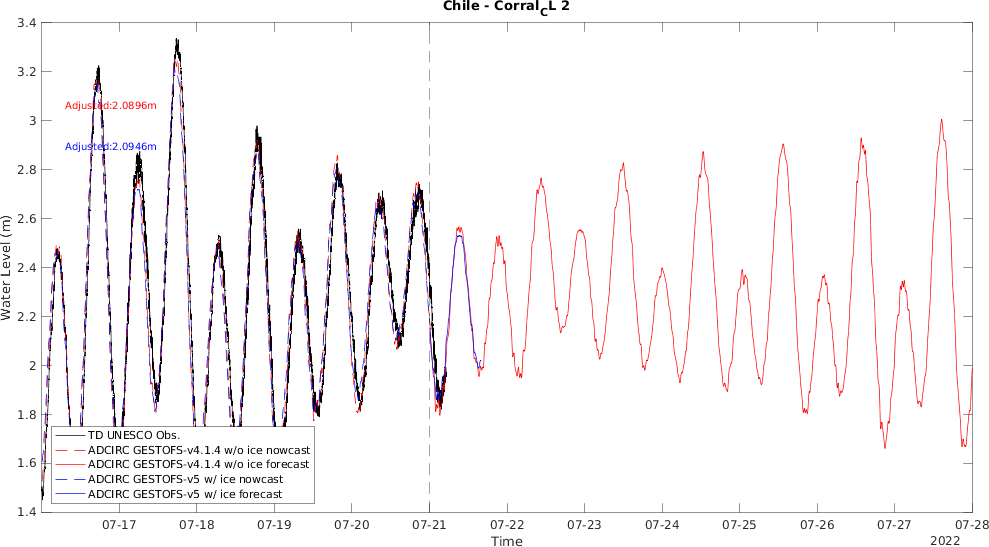 Chile - Corral_CL 2
3.4
3.2
3
2.8
2.6
2.4
2.2
2
1.8
1.6
1.4
Water Level (m)
Adjusted:2.0896m
Adjusted:2.0946m
TD UNESCO Obs.
ADCIRC GESTOFS-v4.1.4 w/o ice nowcast
ADCIRC GESTOFS-v4.1.4 w/o ice forecast
ADCIRC GESTOFS-v5 w/ ice nowcast
ADCIRC GESTOFS-v5 w/ ice forecast
07-17 07-18 07-19 07-20 07-21 07-22 07-23 07-24 07-25 07-26 07-27 07-28
Time
2022